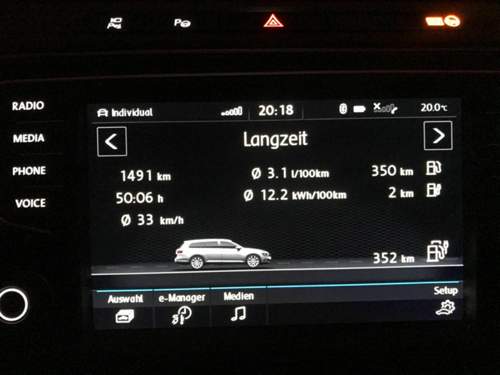 RADIO
MEDIA
PHONE
VOICE
Individual 20:18 20.0°C
< Langzeit >
1491 km Ø 3.1 l/100km 350 km
50:06 h Ø 12.2 kWh/100km 2 km
Ø 33 km/h
352 km
Auswahl e-Manager Medien Setup